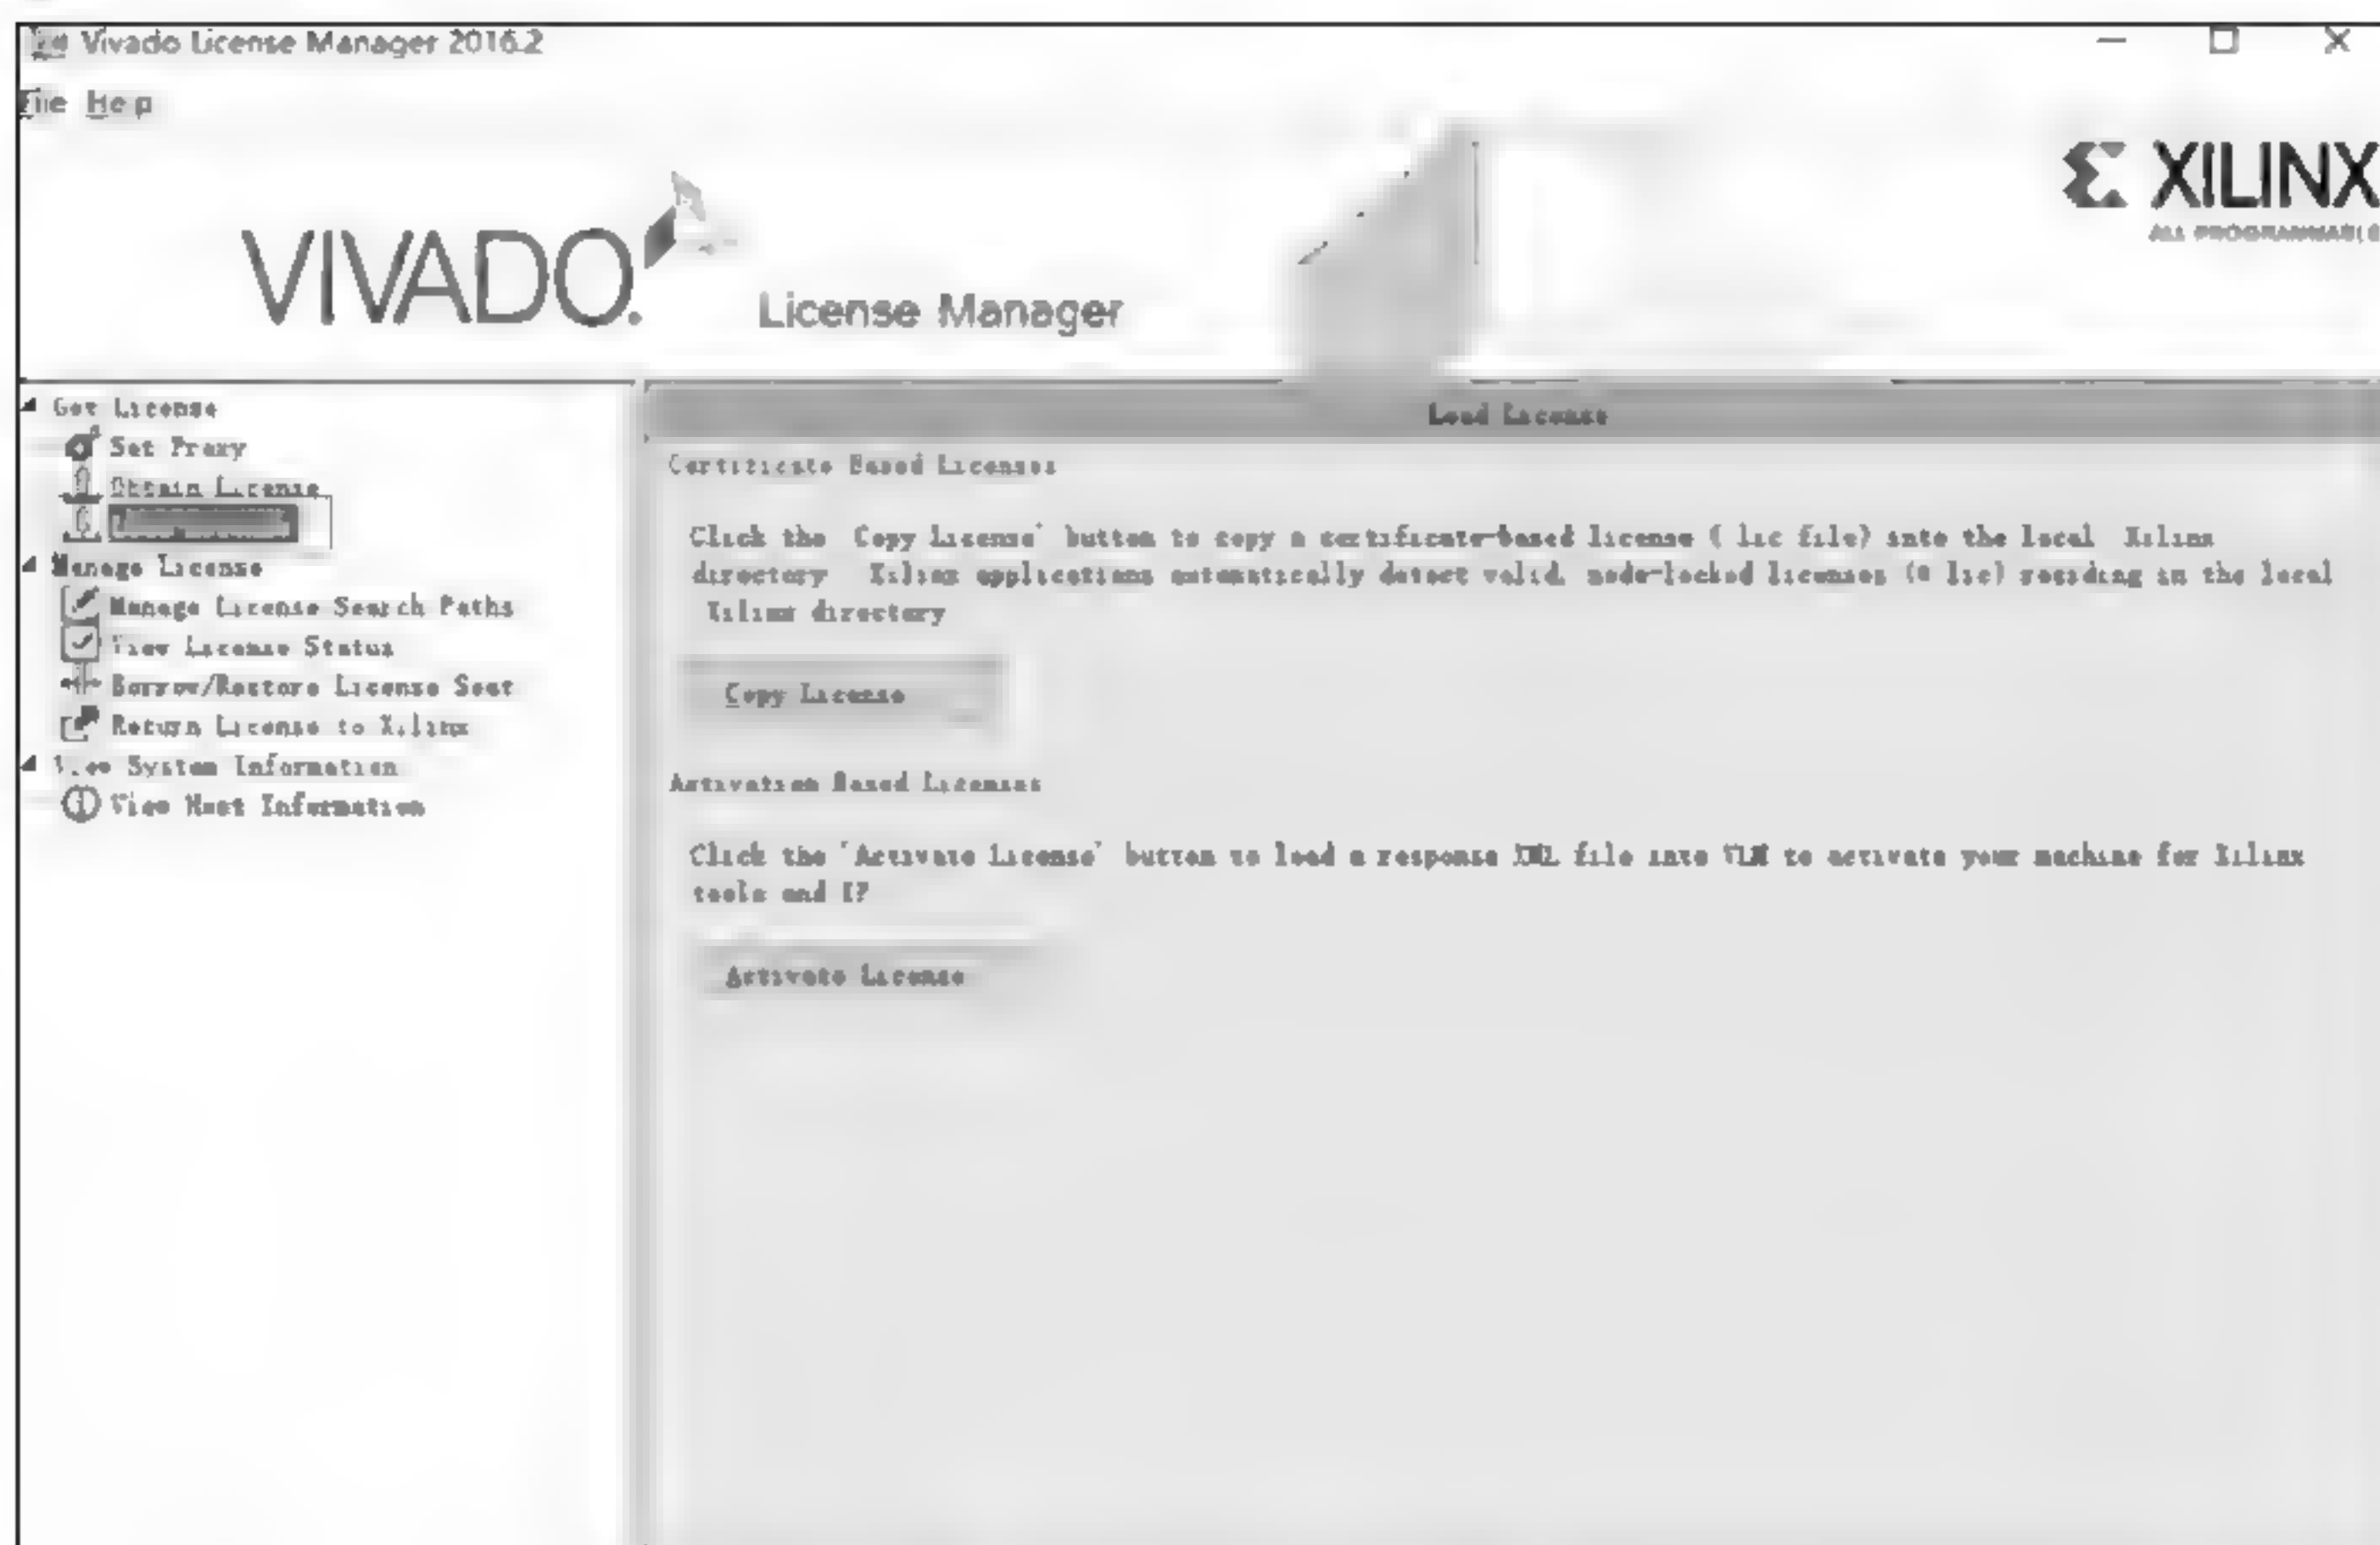 Vivado License Manager 2016.2
File Help
VIVADO.
License Manager
XILINX
ALL PROGRAMMABLE
Get License
Set Proxy
Obtain License
Manage License
Manage License Search Paths
View License Status
Borrow/Restore License Seat
Return License to Xilinx
View System Information
View Host Information
Load License
Certificate Based Licenses
Click the 'Copy License' button to copy a certificate-based license (.lic file) into the local .Xilinx
directory. Xilinx applications automatically detect valid, node-locked licenses (*.lic) residing in the local
.Xilinx directory
Copy License
Activation Based Licenses
Click the 'Activate License' button to load a response XML file into VLM to activate your machine for Xilinx
tools and IP
Activate License